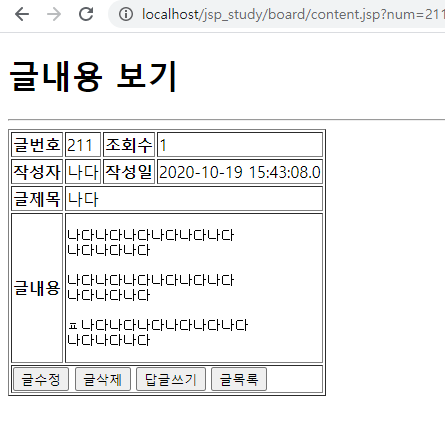 localhost/jsp_study/board/content.jsp?num=211
글내용 보기
글번호 211 조회수 1
작성자 나다 작성일 2020-10-19 15:43:08.0
글제목 나다
글내용
나다나다나다나다나다나다
나다나다나다
나다나다나다나다나다나다
나다나다나다
ㅍ나다나다나다나다나다나다
나다나다나다
글수정 글삭제 답글쓰기 글목록